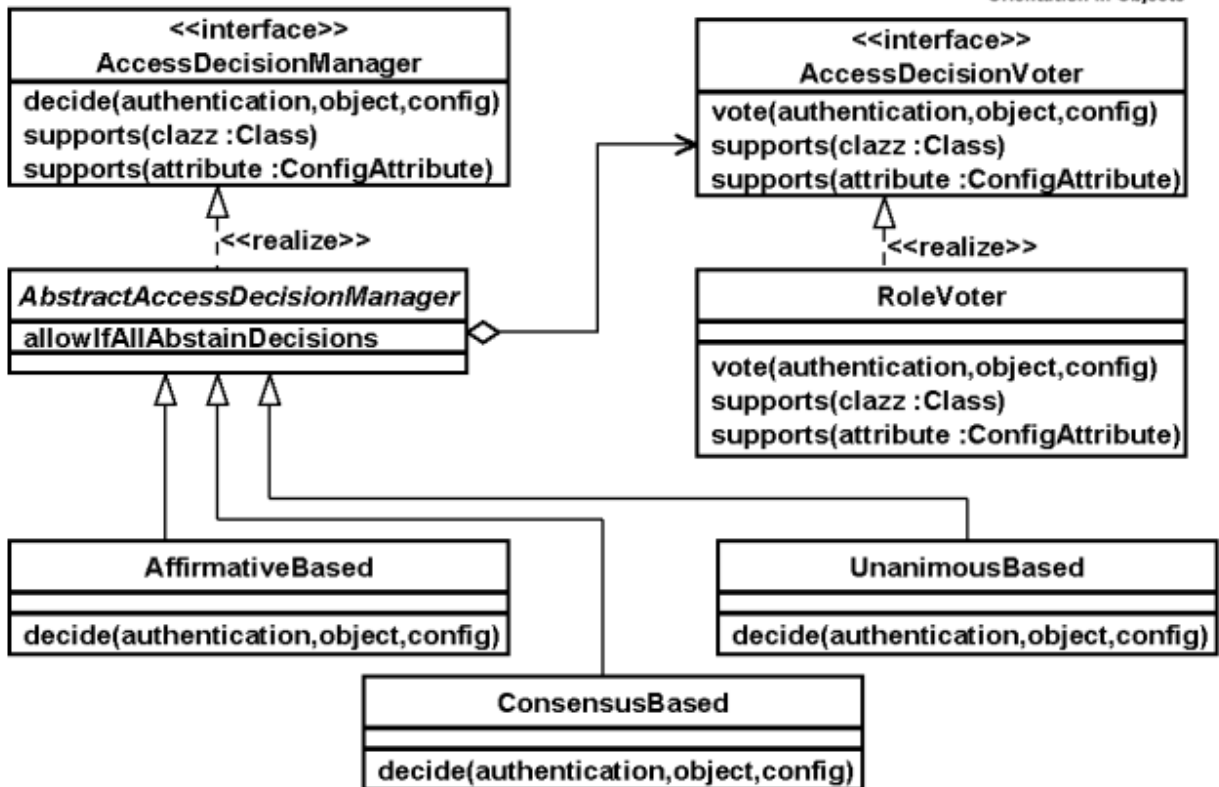 <<interface>>
AccessDecisionManager
decide(authentication,object,config)
supports(clazz :Class)
supports(attribute :ConfigAttribute)
<<interface>>
AccessDecisionVoter
vote(authentication,object,config)
supports(clazz :Class)
supports(attribute :ConfigAttribute)
<<realize>>
<<realize>>
AbstractAccessDecisionManager
allowIfAllAbstainDecisions
RoleVoter
vote(authentication,object,config)
supports(clazz :Class)
supports(attribute :ConfigAttribute)
AffirmativeBased
decide(authentication,object,config)
UnanimousBased
decide(authentication,object,config)
ConsensusBased
decide(authentication,object,config)